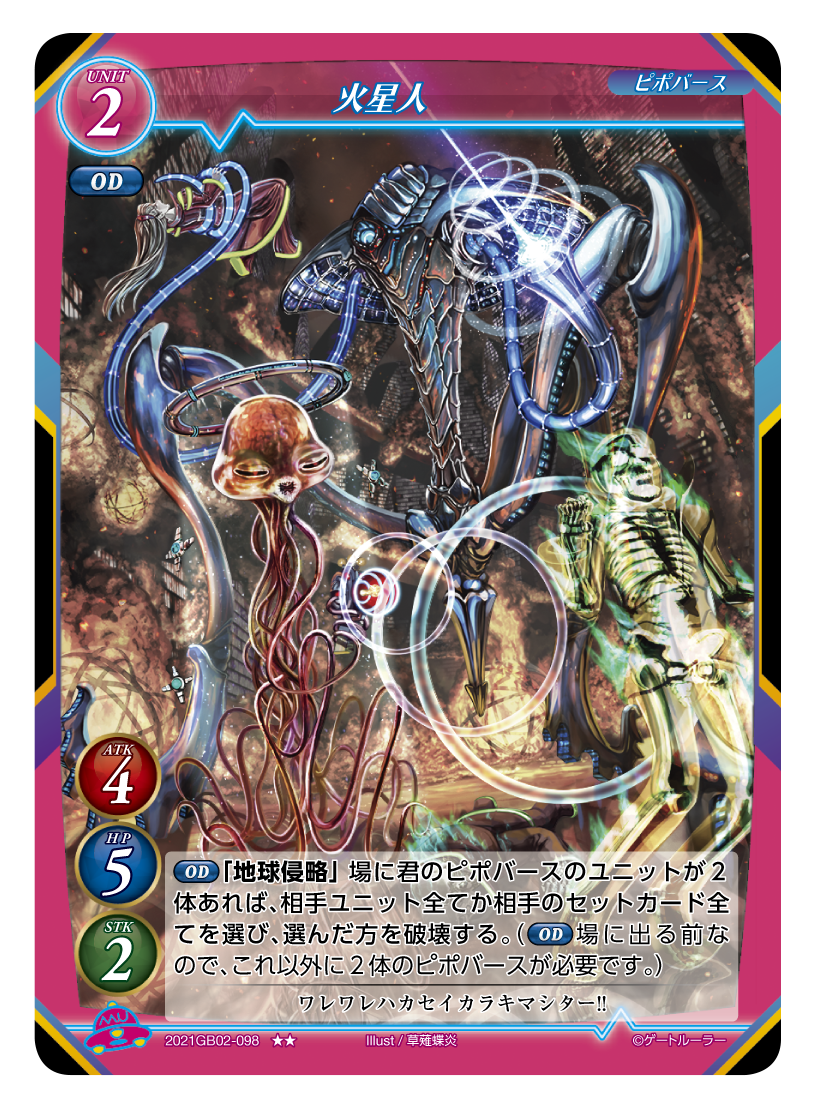 UNIT
2
火星人
ピポバース
OD
ATK
4
HP
5
STK
2
OD「地球侵略」場に君のピポバースのユニットが２
体あれば、相手ユニット全てか相手のセットカード全
てを選び、選んだ方を破壊する。（OD場に出る前な
ので、これ以外に２体のピポバースが必要です。）
ワレワレハカセイカラキマシター!!
MU
2021GB02-098 ★★ Illust / 草薙蝶炎 ©ゲートルーラー